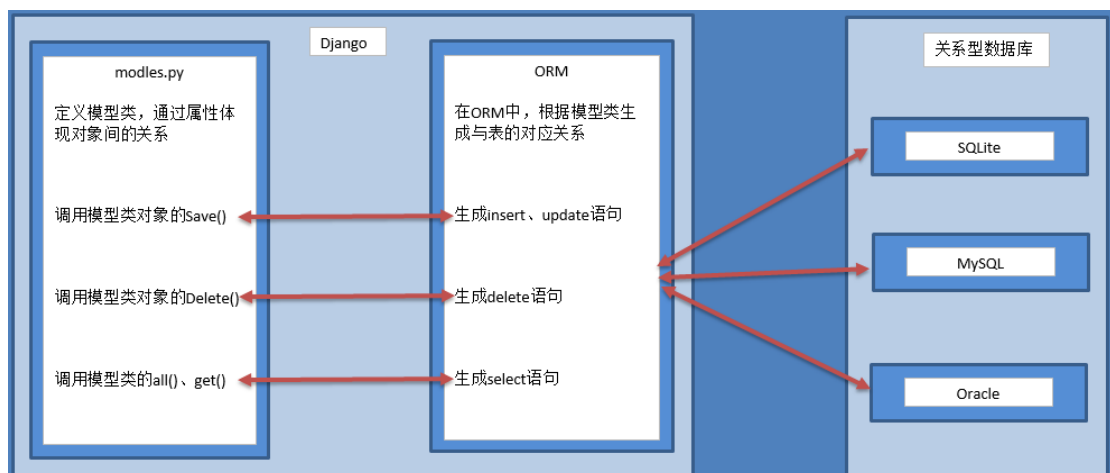 Django
modles.py
定义模型类，通过属性体
现对象间的关系
调用模型类对象的Save()
调用模型类对象的Delete()
调用模型类的all()、get()
ORM
在ORM中，根据模型类生
成与表的对应关系
生成insert、update语句
生成delete语句
生成select语句
关系型数据库
SQLite
MySQL
Oracle